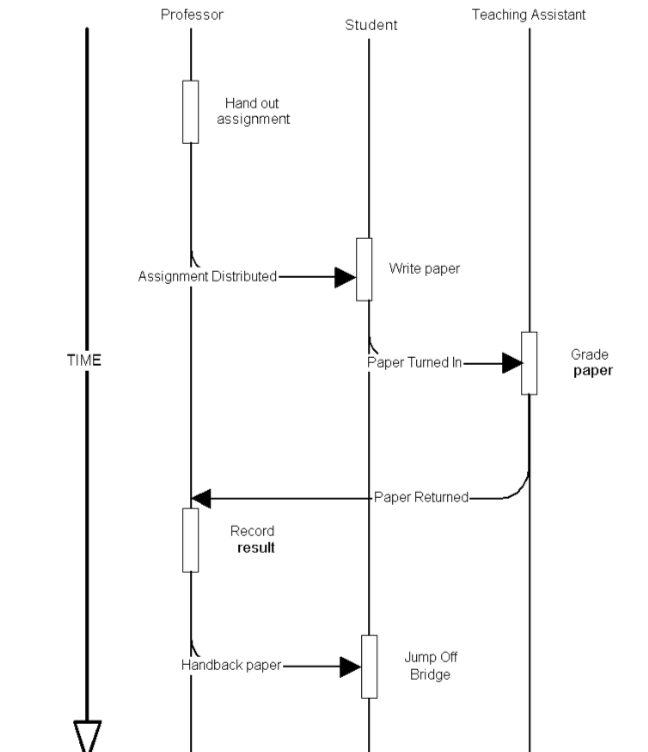 Professor
Student
Teaching Assistant
Hand out
assignment
Assignment Distributed
Write paper
TIME
Paper Turned In
Grade
paper
Paper Returned
Record
result
Handback paper
Jump Off
Bridge